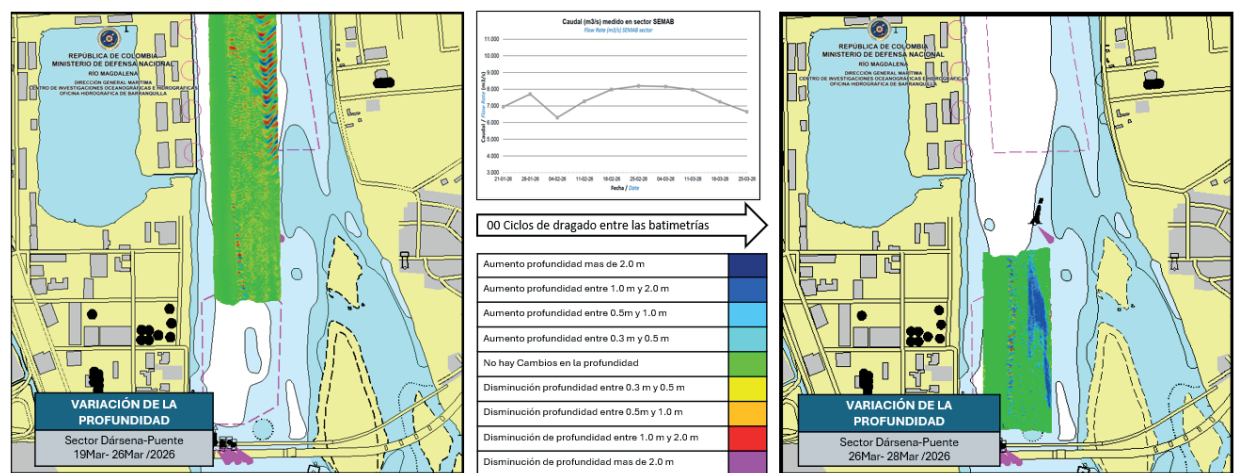 REPÚBLICA DE COLOMBIA
MINISTERIO DE DEFENSA NACIONAL
RÍO MAGDALENA
DIRECCIÓN GENERAL MARÍTIMA
CENTRO DE INVESTIGACIONES OCEANOGRÁFICAS E HIDROGRÁFICAS
OFICINA HIDROGRÁFICA DE BARRANQUILLA
VARIACIÓN DE LA
PROFUNDIDAD
Sector Dársena-Puente
19Mar- 26Mar /2026
Caudal (m3/s) medido en sector SEMAB
Flow Rate (m3/s) SEMAB sector
Caudal / Flow Rate (m3/s)
11.000
10.000
9.000
8.000
7.000
6.000
5.000
4.000
3.000
21-01-26 28-01-26 04-02-26 11-02-26 18-02-26 25-02-26 04-03-26 11-03-26 18-03-26 25-03-26
Fecha / Date
00 Ciclos de dragado entre las batimetrías
Aumento profundidad mas de 2.0 m
Aumento profundidad entre 1.0 m y 2.0 m
Aumento profundidad entre 0.5m y 1.0 m
Aumento profundidad entre 0.3 m y 0.5 m
No hay Cambios en la profundidad
Disminución profundidad entre 0.3 m y 0.5 m
Disminución profundidad entre 0.5m y 1.0 m
Disminución de profundidad entre 1.0 m y 2.0 m
Disminución de profundidad mas de 2.0 m
REPÚBLICA DE COLOMBIA
MINISTERIO DE DEFENSA NACIONAL
RÍO MAGDALENA
DIRECCIÓN GENERAL MARÍTIMA
CENTRO DE INVESTIGACIONES OCEANOGRÁFICAS E HIDROGRÁFICAS
OFICINA HIDROGRÁFICA DE BARRANQUILLA
VARIACIÓN DE LA
PROFUNDIDAD
Sector Dársena-Puente
26Mar- 28Mar /2026